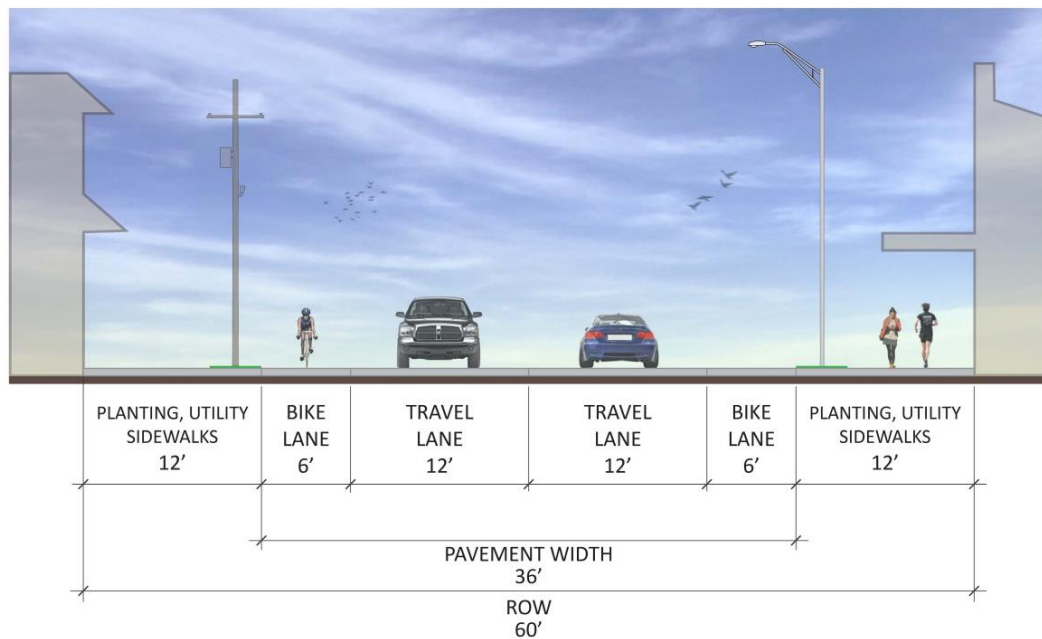 PLANTING, UTILITY
SIDEWALKS
12’
BIKE
LANE
6’
TRAVEL
LANE
12’
TRAVEL
LANE
12’
BIKE
LANE
6’
PLANTING, UTILITY
SIDEWALKS
12’
PAVEMENT WIDTH
36’
ROW
60’